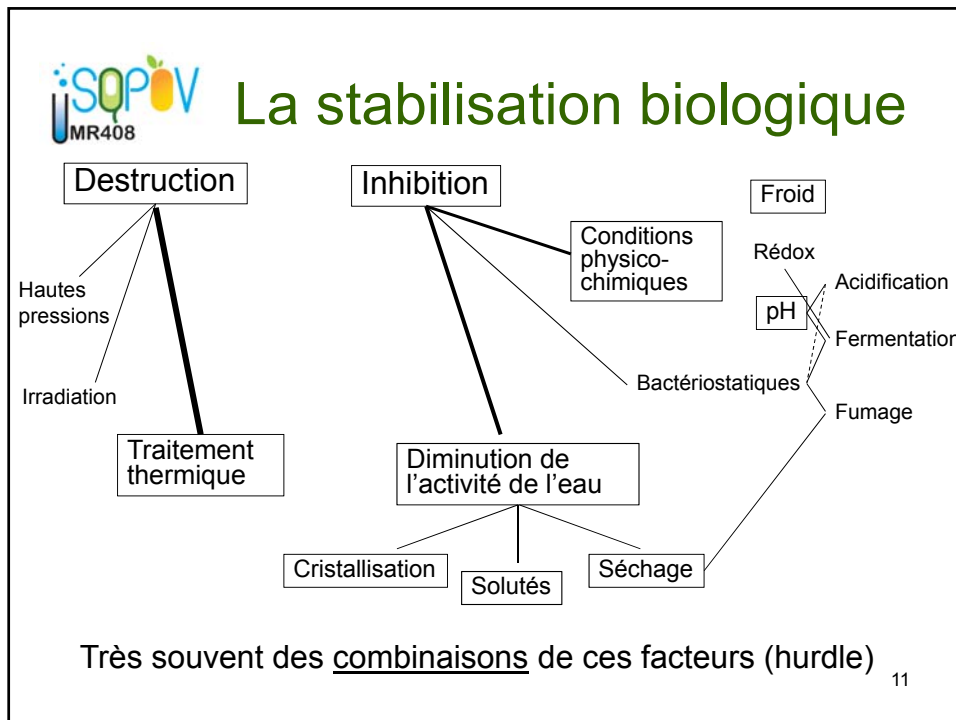 SQPOV
UMR408
La stabilisation biologique
Destruction
Inhibition
Froid
Conditions
physico-
chimiques
Rédox
Hautes
pressions
Acidification
pH
Fermentation
Irradiation
Bactériostatiques
Fumage
Traitement
thermique
Diminution de
l'activité de l'eau
Cristallisation
Solutés
Séchage
Très souvent des combinaisons de ces facteurs (hurdle)
11